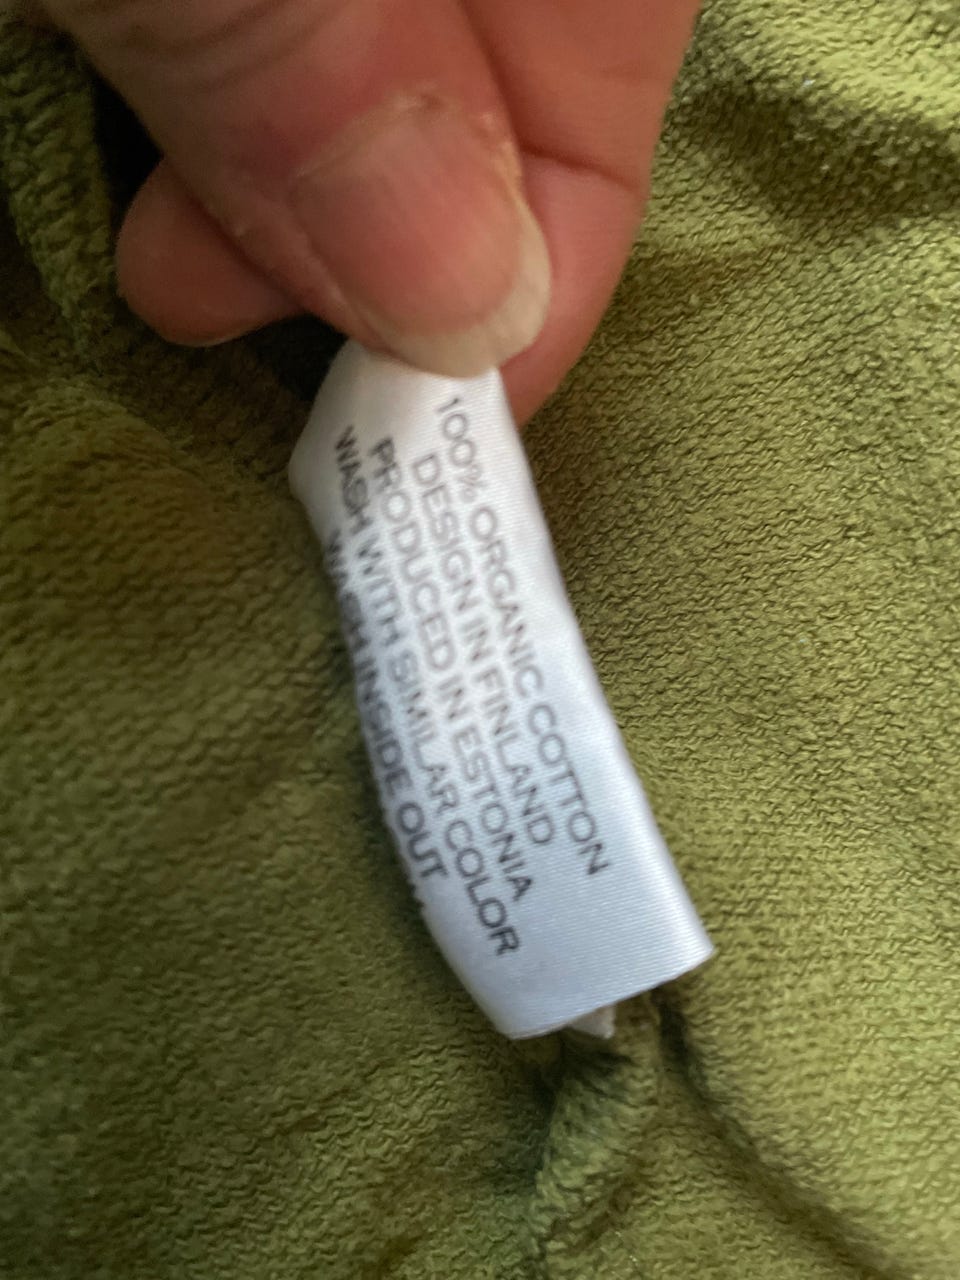 100% ORGANIC COTTON
DESIGN IN FINLAND
PRODUCED IN ESTONIA
WASH WITH SIMILAR COLOR
WASH INSIDE OUT